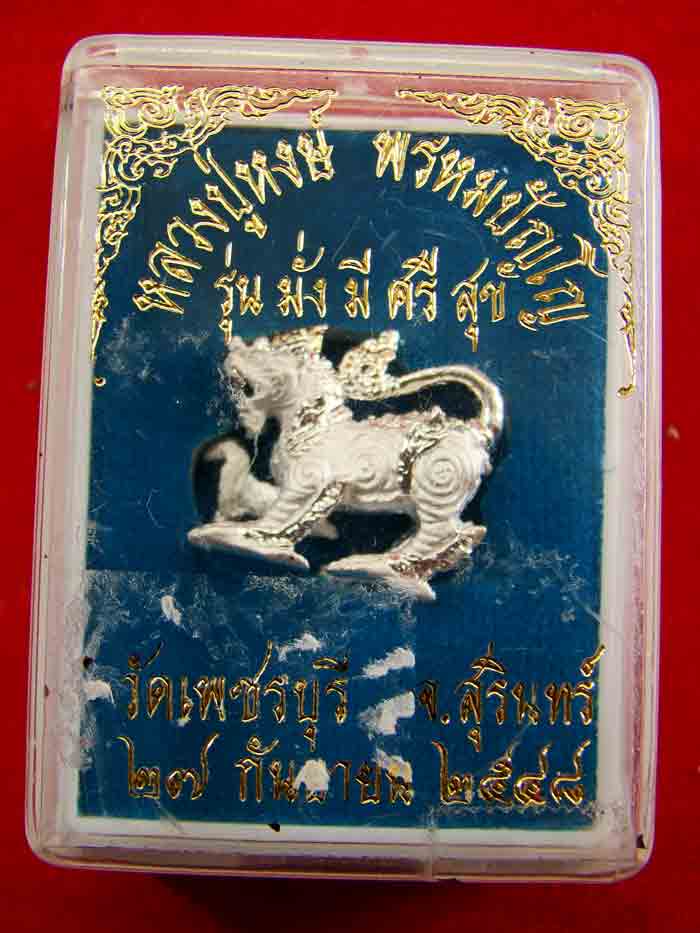 หลวงปู่หงษ์ พรหมปัญโญ
รุ่น มั่ง มี ศรี สุข
วัดเพชรบุรี จ.สุรินทร์
๒๗ กันยายน ๒๕๔๘